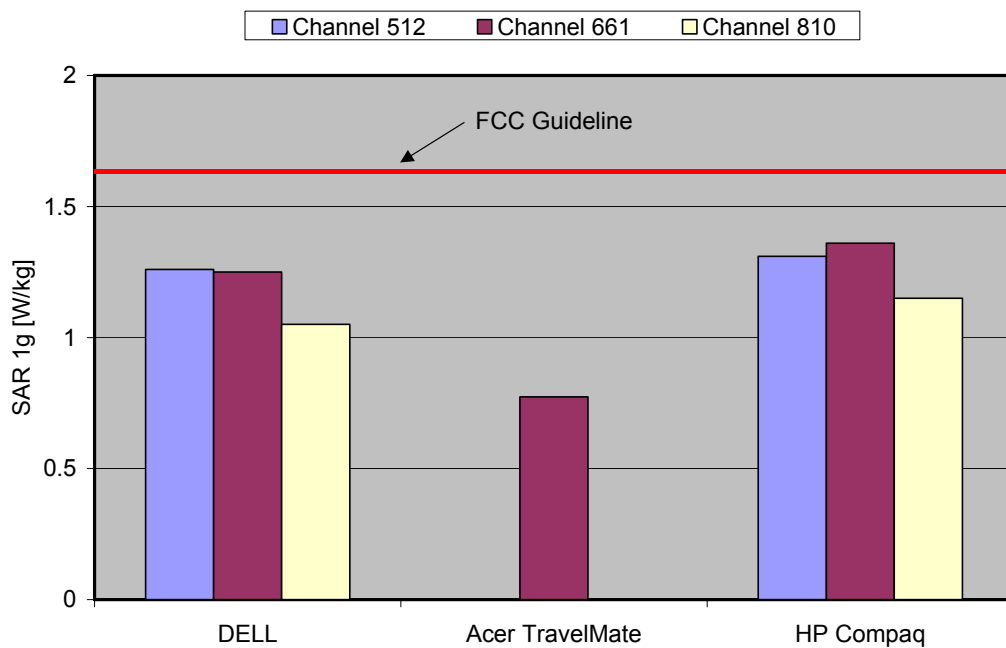 Channel 512 Channel 661 Channel 810
2
FCC Guideline
1.5
1
0.5
0
SAR 1g [W/kg]
DELL Acer TravelMate HP Compaq